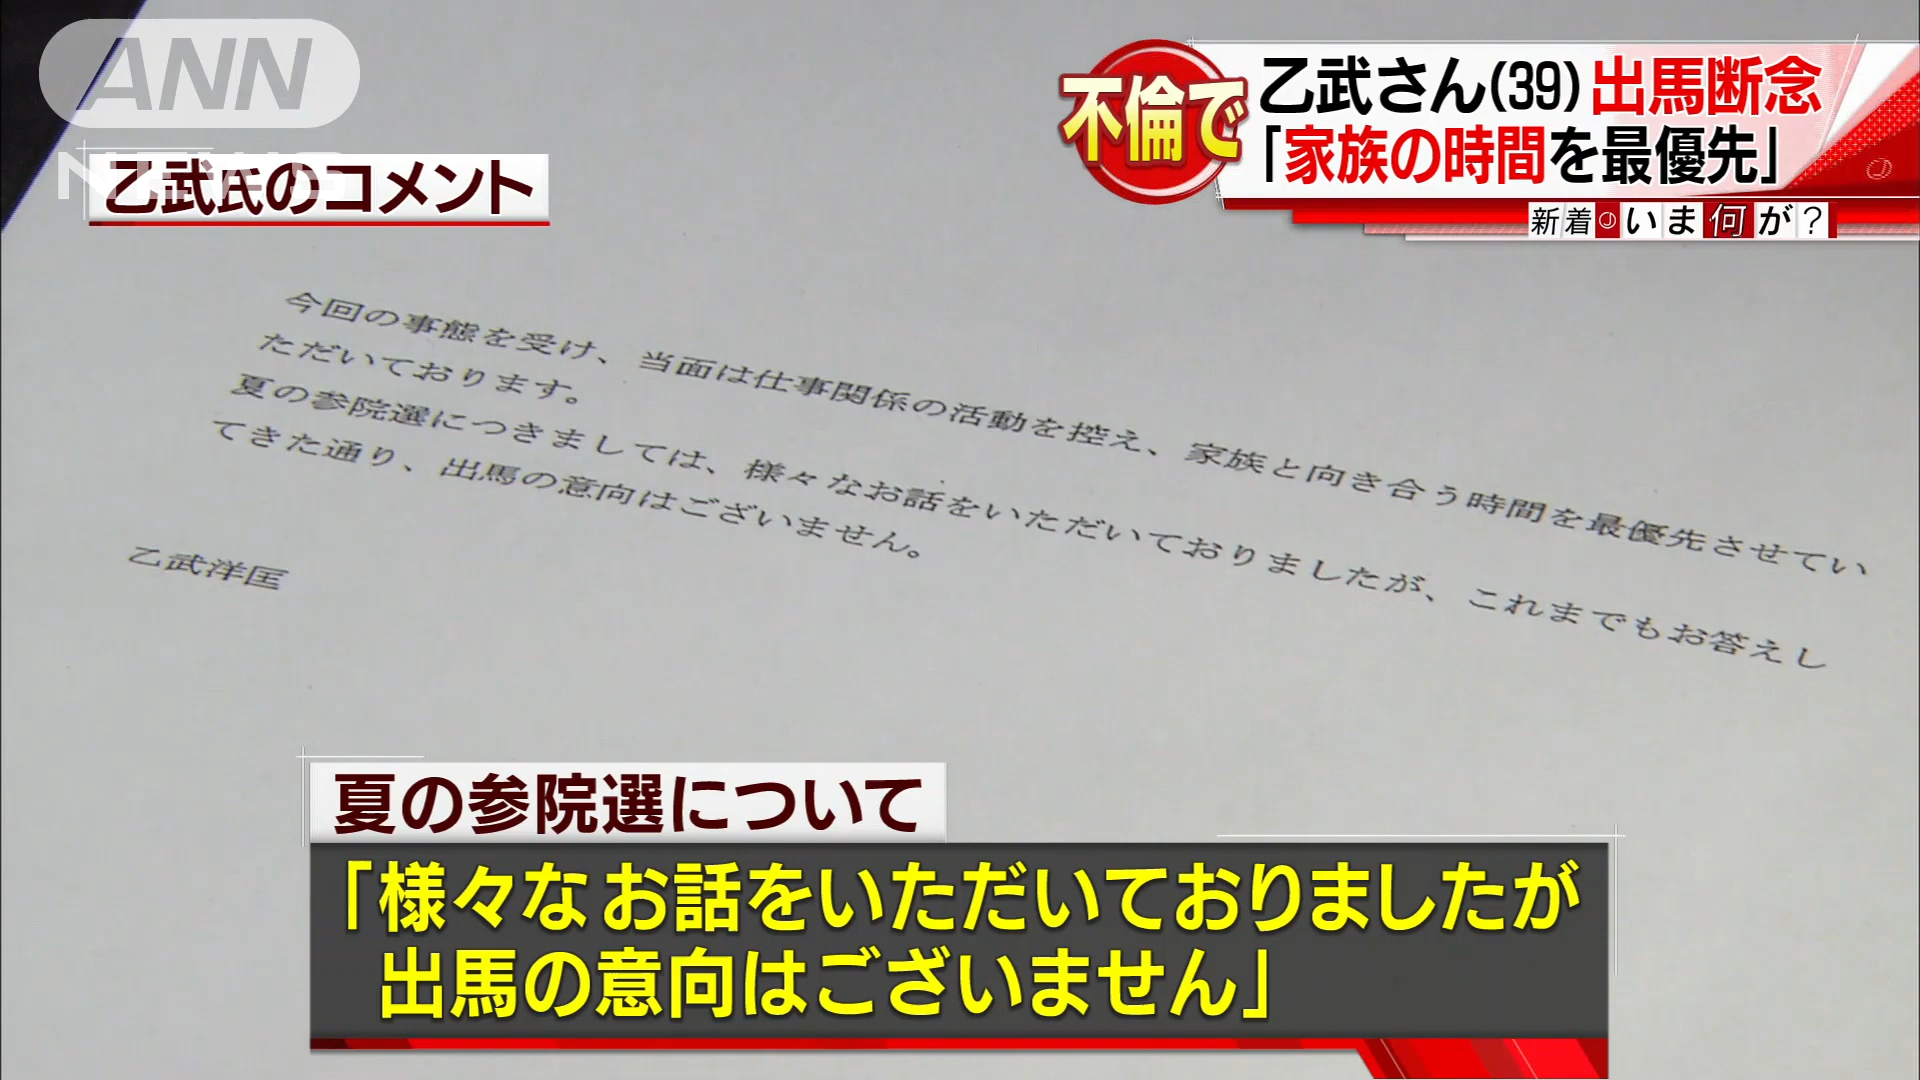 ANN
NEWS
乙武氏のコメント
不倫で
乙武さん(39)出馬断念
「家族の時間を最優先」
新着いま何が?
今回の事態を受け、当面は仕事関係の活動を控え、家族と向き合う時間を最優先させてい
ただいております。
夏の参院選につきましては、様々なお話をいただいておりましたが、これまでもお答えし
てきた通り、出馬の意向はございません。
乙武洋匡
夏の参院選について
「様々なお話をいただいておりましたが
出馬の意向はございません」